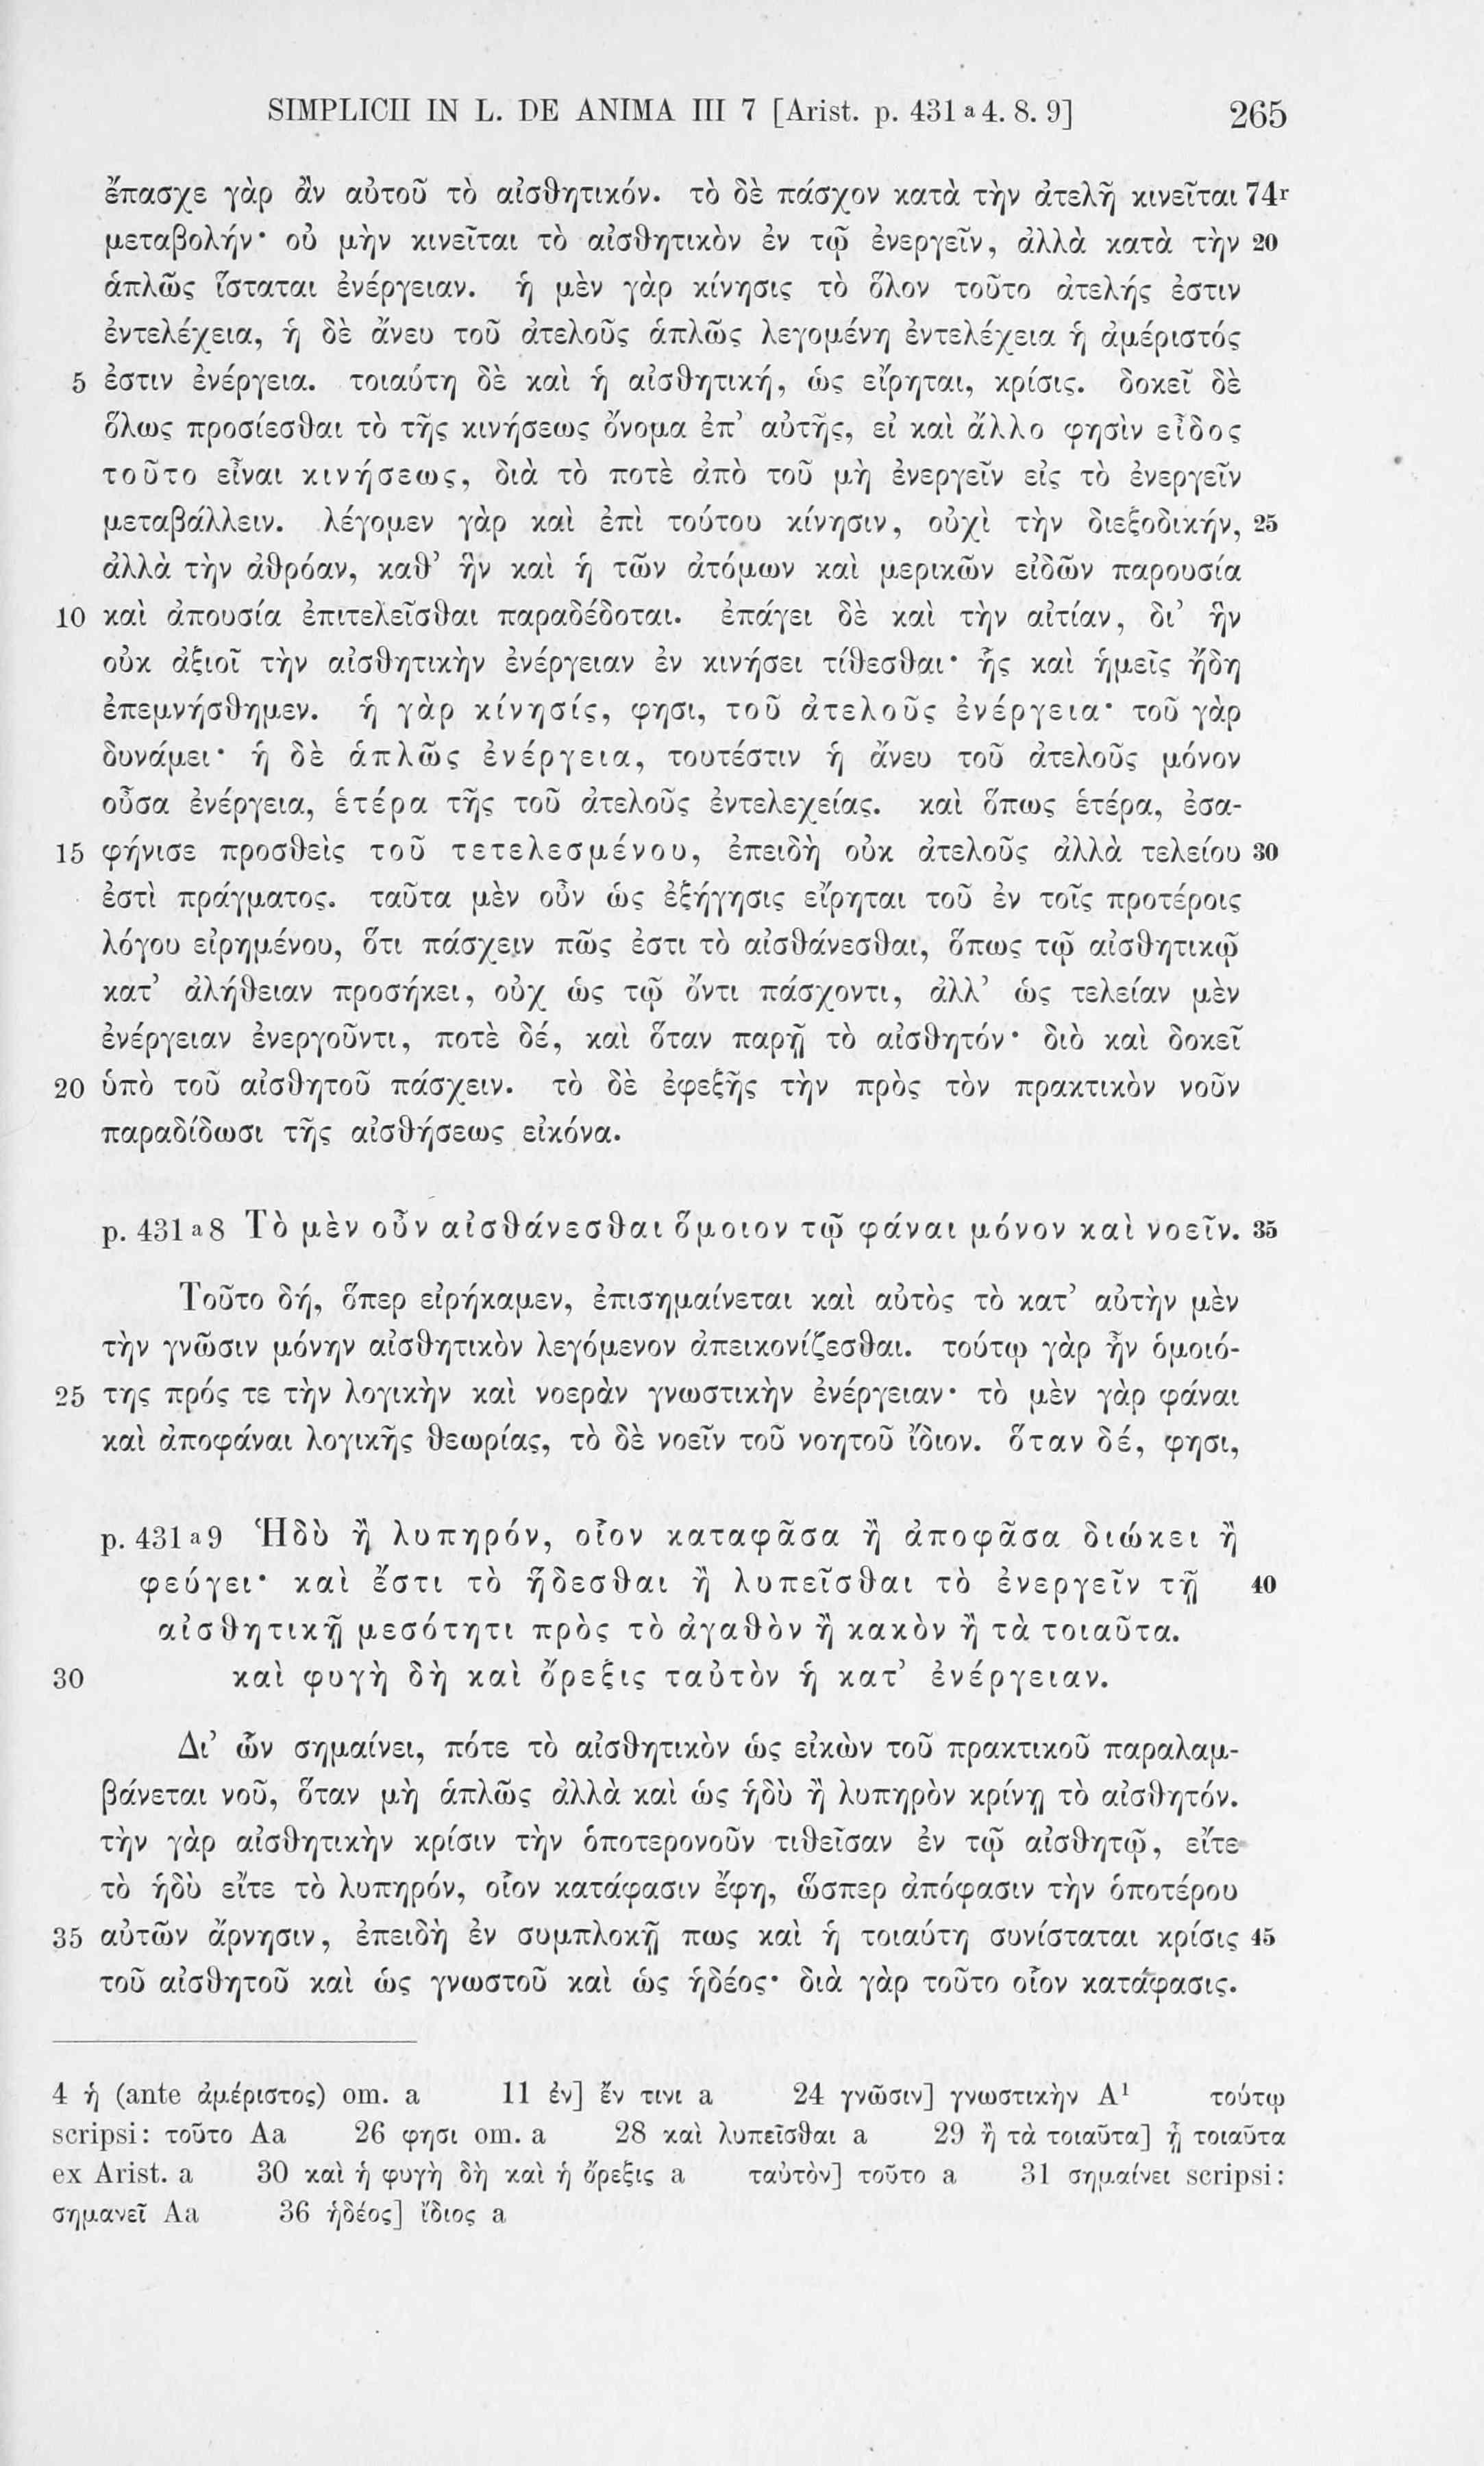 SIMPLICII IN L. DE ANIMA III 7 [Arist. p. 431 a 4. 8. 9] 265
ἔπασχε γὰρ ἂν αὐτοῦ τὸ αἰσθητικόν. τὸ δὲ πάσχον κατὰ τὴν ἀτελῆ κινεῖται 74r
μεταβολήν· οὐ μὴν κινεῖται τὸ αἰσθητικὸν ἐν τῷ ἐνεργεῖν, ἀλλὰ κατὰ τὴν 20
ἁπλῶς ἵσταται ἐνέργειαν. ἡ μὲν γὰρ κίνησις τὸ ὅλον τοῦτο ἀτελής ἐστιν
ἐντελέχεια, ἡ δὲ ἄνευ τοῦ ἀτελοῦς ἁπλῶς λεγομένη ἐντελέχεια ἡ ἀμέριστός
5 ἐστιν ἐνέργεια. τοιαύτη δὲ καὶ ἡ αἰσθητική, ὡς εἴρηται, κρίσις. δοκεῖ δὲ
ὅλως προσίεσθαι τὸ τῆς κινήσεως ὄνομα ἐπ’ αὐτῆς, εἰ καὶ ἄλλο φησὶν εἶδος
τοῦτο εἶναι κινήσεως, διὰ τὸ ποτὲ ἀπὸ τοῦ μὴ ἐνεργεῖν εἰς τὸ ἐνεργεῖν
μεταβάλλειν. λέγομεν γὰρ καὶ ἐπὶ τούτου κίνησιν, οὐχὶ τὴν διεξοδικήν, 25
ἀλλὰ τὴν ἀθρόαν, καθ’ ἣν καὶ ἡ τῶν ἀτόμων καὶ μερικῶν εἰδῶν παρουσία
10 καὶ ἀπουσία ἐπιτελεῖσθαι παραδέδοται. ἐπάγει δὲ καὶ τὴν αἰτίαν, δι’ ἣν
οὐκ ἀξιοῖ τὴν αἰσθητικὴν ἐνέργειαν ἐν κινήσει τίθεσθαι· ἧς καὶ ἡμεῖς ἤδη
ἐπεμνήσθημεν. ἡ γὰρ κίνησίς, φησι, τοῦ ἀτελοῦς ἐνέργεια· τοῦ γὰρ
δυνάμει· ἡ δὲ ἁπλῶς ἐνέργεια, τουτέστιν ἡ ἄνευ τοῦ ἀτελοῦς μόνον
οὖσα ἐνέργεια, ἑτέρα τῆς τοῦ ἀτελοῦς ἐντελεχείας. καὶ ὅπως ἑτέρα, ἐσα-
15 φήνισε προσθεὶς τοῦ τετελεσμένου, ἐπειδὴ οὐκ ἀτελοῦς ἀλλὰ τελείου 30
ἐστὶ πράγματος. ταῦτα μὲν οὖν ὡς ἐξήγησις εἴρηται τοῦ ἐν τοῖς προτέροις
λόγου εἰρημένου, ὅτι πάσχειν πῶς ἐστι τὸ αἰσθάνεσθαι, ὅπως τῷ αἰσθητικῷ
κατ’ ἀλήθειαν προσήκει, οὐχ ὡς τῷ ὄντι πάσχοντι, ἀλλ’ ὡς τελείαν μὲν
ἐνέργειαν ἐνεργοῦντι, ποτὲ δέ, καὶ ὅταν παρῇ τὸ αἰσθητόν· διὸ καὶ δοκεῖ
20 ὑπὸ τοῦ αἰσθητοῦ πάσχειν. τὸ δὲ ἐφεξῆς τὴν πρὸς τὸν πρακτικὸν νοῦν
παραδίδωσι τῆς αἰσθήσεως εἰκόνα.
p. 431 a 8 Τὸ μὲν οὖν αἰσθάνεσθαι ὅμοιον τῷ φάναι μόνον καὶ νοεῖν. 35
Τοῦτο δή, ὅπερ εἰρήκαμεν, ἐπισημαίνεται καὶ αὐτὸς τὸ κατ’ αὐτὴν μὲν
τὴν γνῶσιν μόνην αἰσθητικὸν λεγόμενον ἀπεικονίζεσθαι. τούτῳ γὰρ ἦν ὁμοιό-
25 της πρός τε τὴν λογικὴν καὶ νοερὰν γνωστικὴν ἐνέργειαν· τὸ μὲν γὰρ φάναι
καὶ ἀποφάναι λογικῆς θεωρίας, τὸ δὲ νοεῖν τοῦ νοητοῦ ἴδιον. ὅταν δέ, φησι,
p. 431 a 9 Ἡδὺ ἢ λυπηρόν, οἷον καταφᾶσα ἢ ἀποφᾶσα διώκει ἢ
φεύγει· καὶ ἔστι τὸ ἥδεσθαι ἢ λυπεῖσθαι τὸ ἐνεργεῖν τῇ 40
αἰσθητικῇ μεσότητι πρὸς τὸ ἀγαθὸν ἢ κακὸν ἢ τὰ τοιαῦτα.
30 καὶ φυγὴ δὴ καὶ ὄρεξις ταὐτὸν ἡ κατ’ ἐνέργειαν.
Δι’ ὧν σημαίνει, πότε τὸ αἰσθητικὸν ὡς εἰκὼν τοῦ πρακτικοῦ παραλαμ-
βάνεται νοῦ, ὅταν μὴ ἁπλῶς ἀλλὰ καὶ ὡς ἡδὺ ἢ λυπηρὸν κρίνῃ τὸ αἰσθητόν.
τὴν γὰρ αἰσθητικὴν κρίσιν τὴν ὁποτερονοῦν τιθεῖσαν ἐν τῷ αἰσθητῷ, εἴτε
τὸ ἡδὺ εἴτε τὸ λυπηρόν, οἷον κατάφασιν ἔφη, ὥσπερ ἀπόφασιν τὴν ὁποτέρου
35 αὐτῶν ἄρνησιν, ἐπειδὴ ἐν συμπλοκῇ πως καὶ ἡ τοιαύτη συνίσταται κρίσις 45
τοῦ αἰσθητοῦ καὶ ὡς γνωστοῦ καὶ ὡς ἡδέος· διὰ γὰρ τοῦτο οἷον κατάφασις.
4 ἡ (ante ἀμέριστος) om. a 11 ἐν] ἔν τινι a 24 γνῶσιν] γνωστικὴν A¹ τούτῳ
scripsi: τοῦτο Aa 26 φησι om. a 28 καὶ λυπεῖσθαι a 29 ἢ τὰ τοιαῦτα] ᾗ τοιαῦτα
ex Arist. a 30 καὶ ἡ φυγὴ δὴ καὶ ἡ ὄρεξις a ταὐτὸν] τοῦτο a 31 σημαίνει scripsi:
σημανεῖ Aa 36 ἡδέος] ἴδιος a